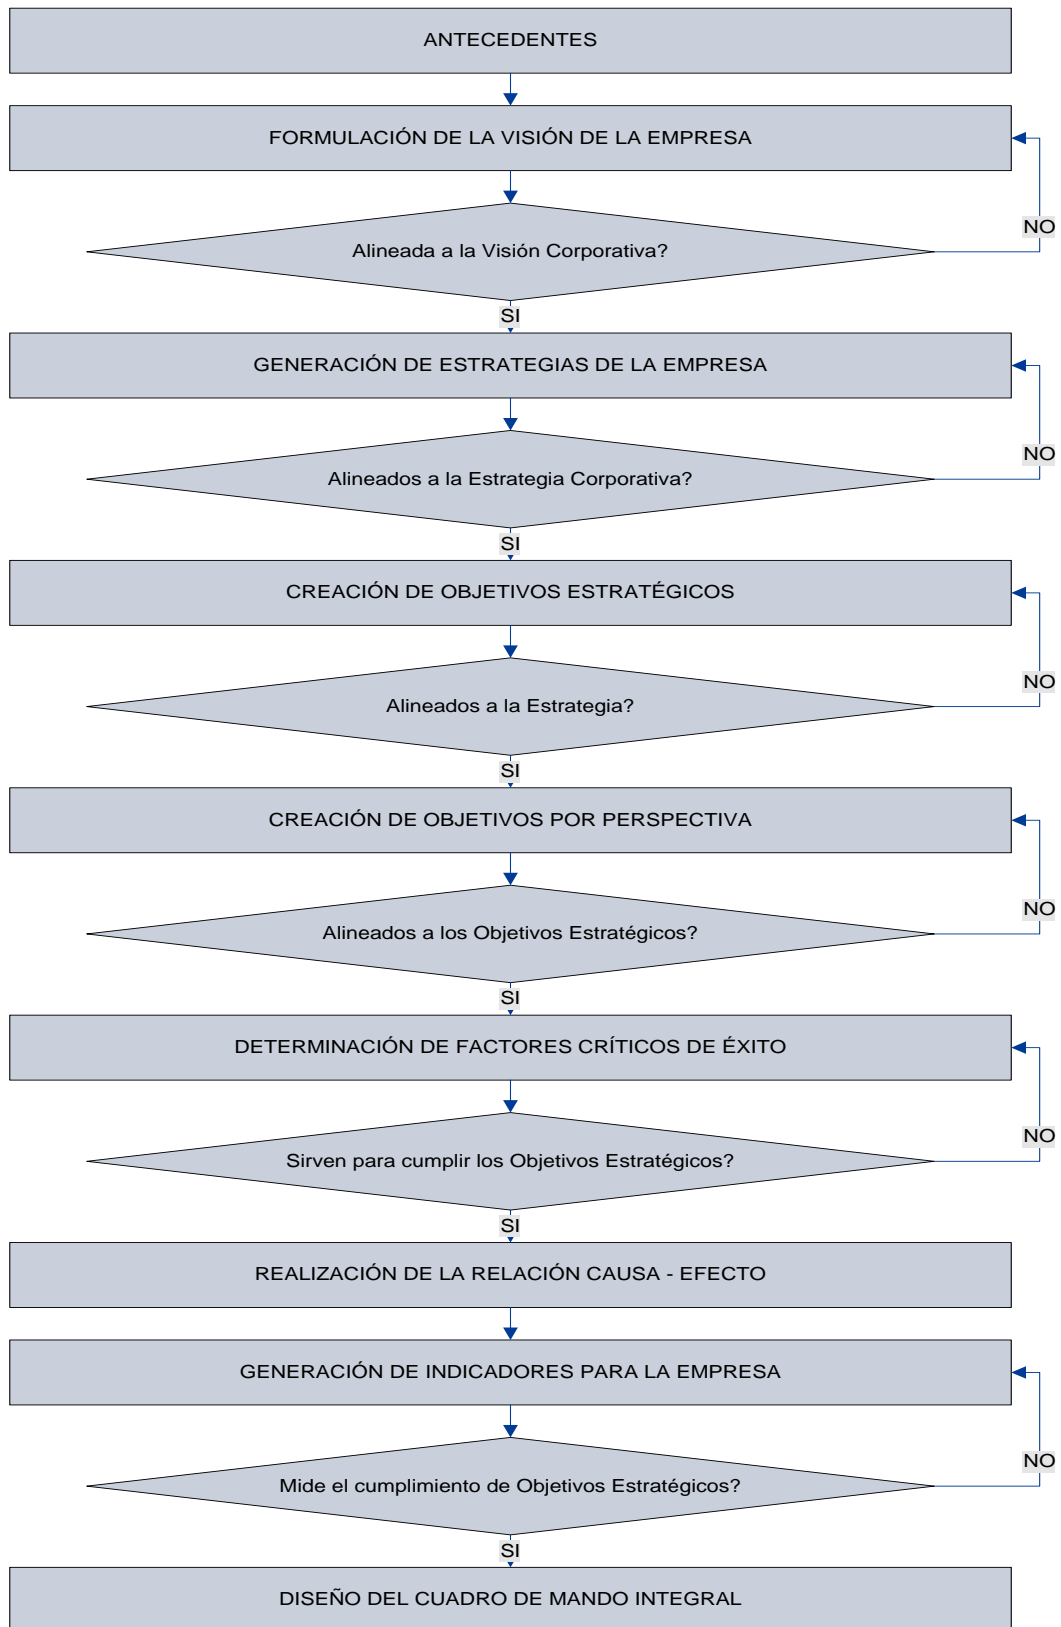 ANTECEDENTES
FORMULACIÓN DE LA VISIÓN DE LA EMPRESA
NO
Alineada a la Visión Corporativa?
SI
GENERACIÓN DE ESTRATEGIAS DE LA EMPRESA
NO
Alineados a la Estrategia Corporativa?
SI
CREACIÓN DE OBJETIVOS ESTRATÉGICOS
NO
Alineados a la Estrategia?
SI
CREACIÓN DE OBJETIVOS POR PERSPECTIVA
NO
Alineados a los Objetivos Estratégicos?
SI
DETERMINACIÓN DE FACTORES CRÍTICOS DE ÉXITO
NO
Sirven para cumplir los Objetivos Estratégicos?
SI
REALIZACIÓN DE LA RELACIÓN CAUSA - EFECTO
GENERACIÓN DE INDICADORES PARA LA EMPRESA
NO
Mide el cumplimiento de Objetivos Estratégicos?
SI
DISEÑO DEL CUADRO DE MANDO INTEGRAL